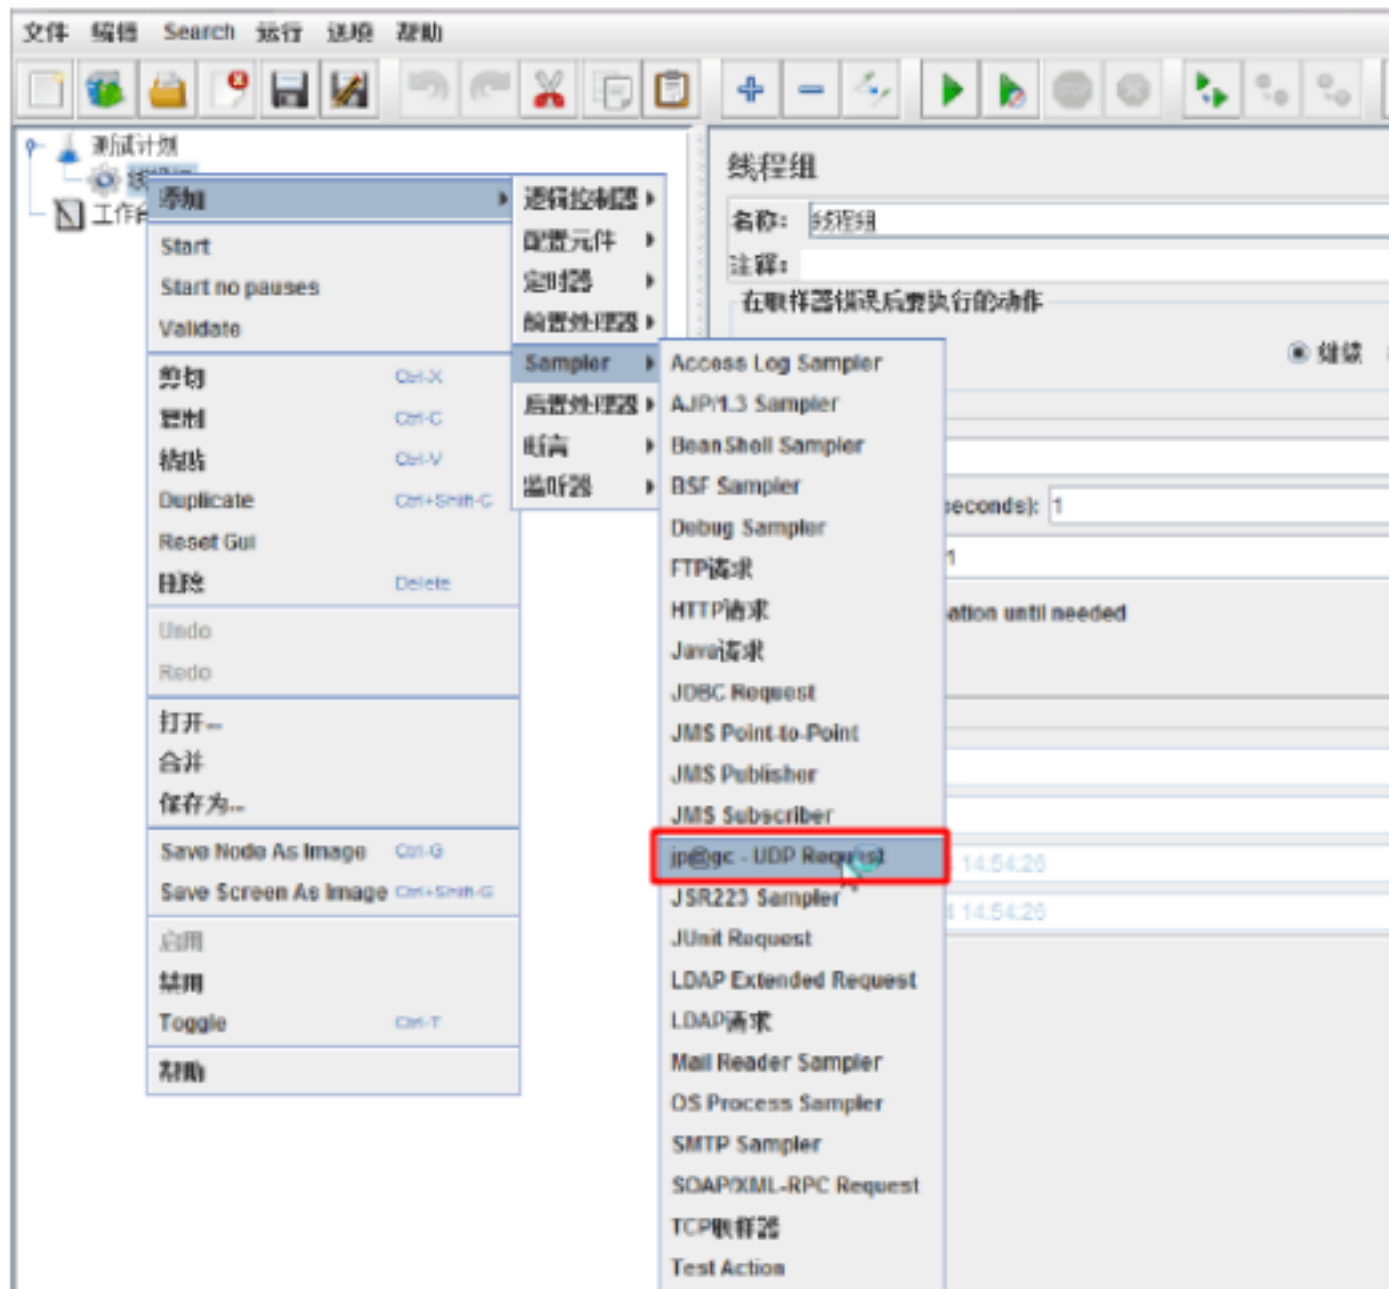 文件 编辑 Search 运行 选项 帮助
测试计划
工作台
线程组
名称: 线程组
注释:
在取样器错误后要执行的动作
继续
添加
Start
Start no pauses
Validate
剪切 Ctrl-X
复制 Ctrl-C
粘贴 Ctrl-V
Duplicate Ctrl+Shift-C
Reset Gui
删除 Delete
Undo
Redo
打开...
合并
保存为...
Save Node As Image Ctrl-G
Save Screen As Image Ctrl+Shift-G
启用
禁用
Toggle Ctrl-T
帮助
逻辑控制器
配置元件
定时器
前置处理器
Sampler
后置处理器
断言
监听器
Access Log Sampler
AJP/1.3 Sampler
BeanShell Sampler
BSF Sampler
Debug Sampler
FTP请求
HTTP请求
Java请求
JDBC Request
JMS Point-to-Point
JMS Publisher
JMS Subscriber
jp@gc - UDP Request
JSR223 Sampler
JUnit Request
LDAP Extended Request
LDAP请求
Mail Reader Sampler
OS Process Sampler
SMTP Sampler
SOAP/XML-RPC Request
TCP取样器
Test Action
seconds): 1
1
ation until needed
14:54:26
14:54:26